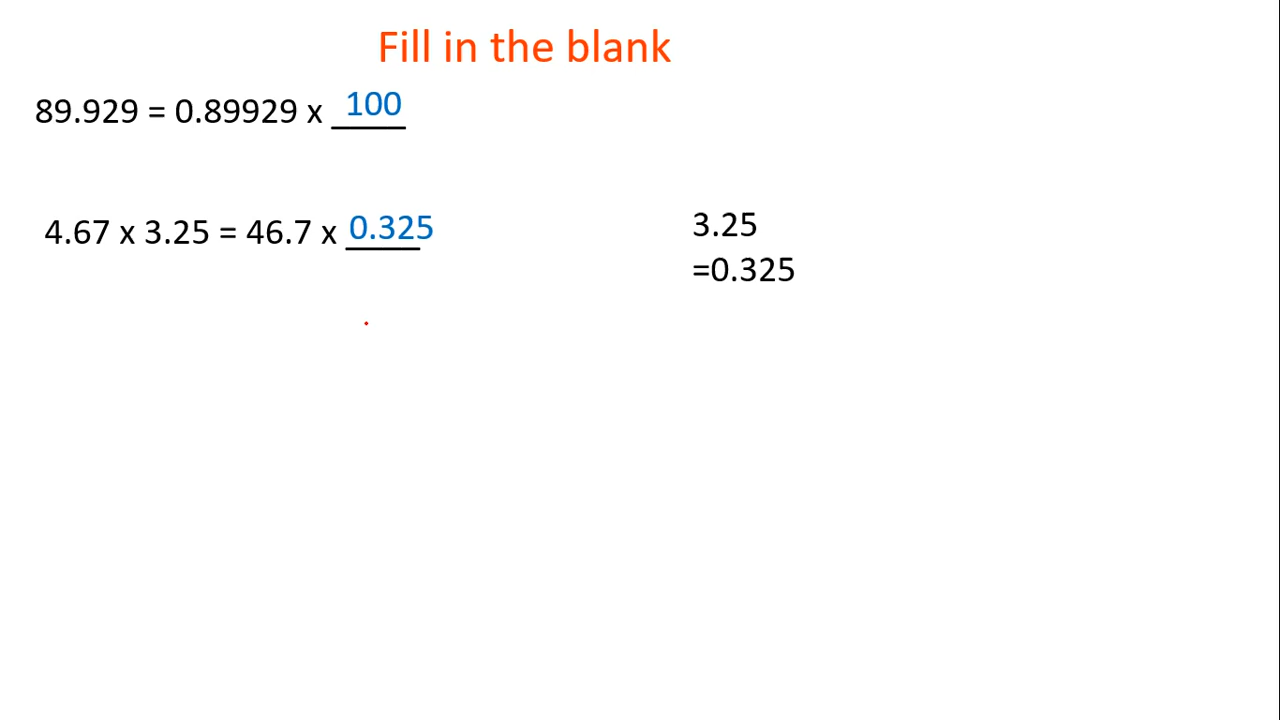 Fill in the blank
89.929 = 0.89929 x 100
4.67 x 3.25 = 46.7 x 0.325
3.25
=0.325